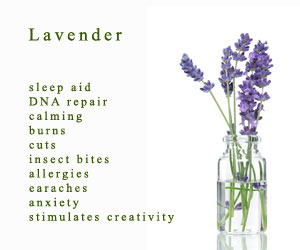 Lavender
sleep aid
DNA repair
calming
burns
cuts
insect bites
allergies
earaches
anxiety
stimulates creativity